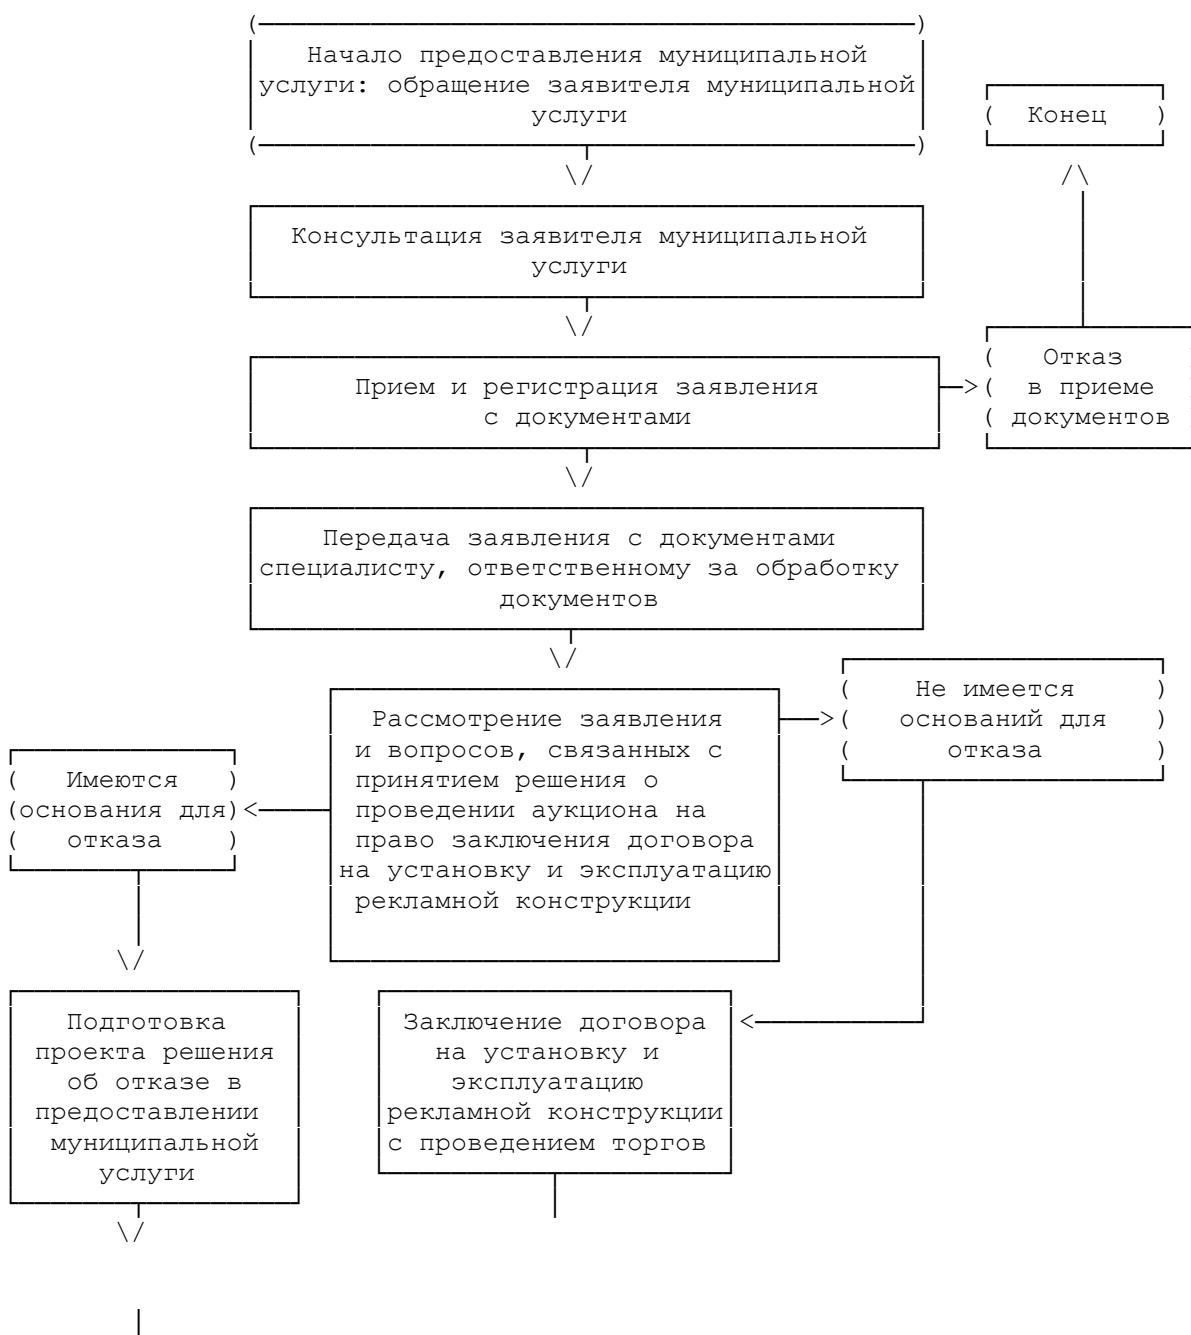 Начало предоставления муниципальной
услуги: обращение заявителя муниципальной
услуги
Конец
Консультация заявителя муниципальной
услуги
Прием и регистрация заявления
с документами
Отказ
в приеме
документов
Передача заявления с документами
специалисту, ответственному за обработку
документов
Рассмотрение заявления
и вопросов, связанных с
принятием решения о
проведении аукциона на
право заключения договора
на установку и эксплуатацию
рекламной конструкции
Не имеется
оснований для
отказа
Имеются
основания для
отказа
Подготовка
проекта решения
об отказе в
предоставлении
муниципальной
услуги
Заключение договора
на установку и
эксплуатацию
рекламной конструкции
с проведением торгов